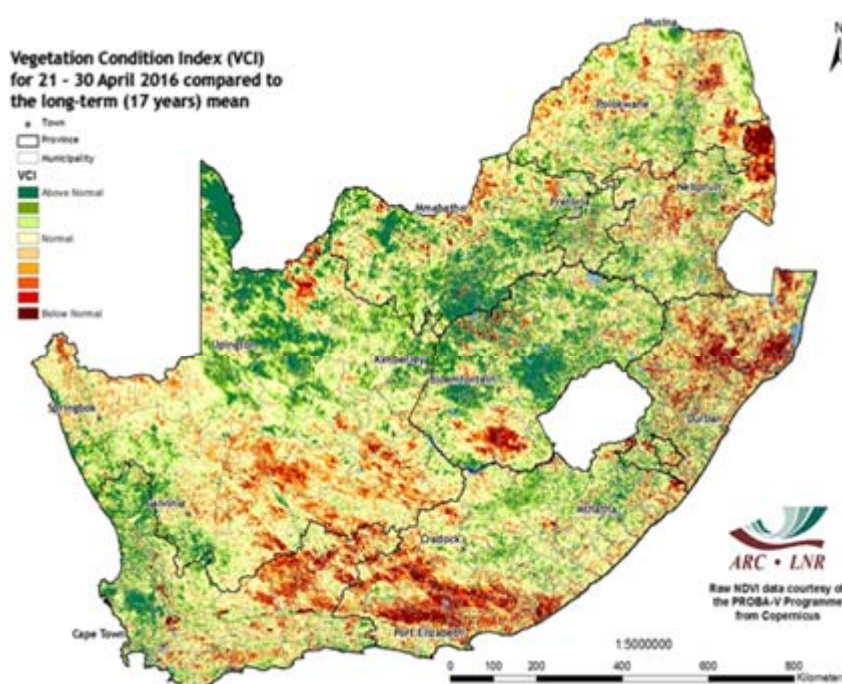 Musina
N
Vegetation Condition Index (VCI)
for 21 - 30 April 2016 compared to
the long-term (17 years) mean
Town
Province
Municipality
VCI
Above Normal
Normal
Below Normal
Polokwane
Nelspruit
Pretoria
Mmabatho
Upington
Kimberley
Bloemfontein
Springbok
Durban
Calvinia
Mthatha
Cradock
Cape Town
Port Elizabeth
ARC • LNR
Raw NDVI data courtesy of
the PROBA-V Programme
from Copernicus
1:5000000
0 100 200 400 600 800
Kilometers